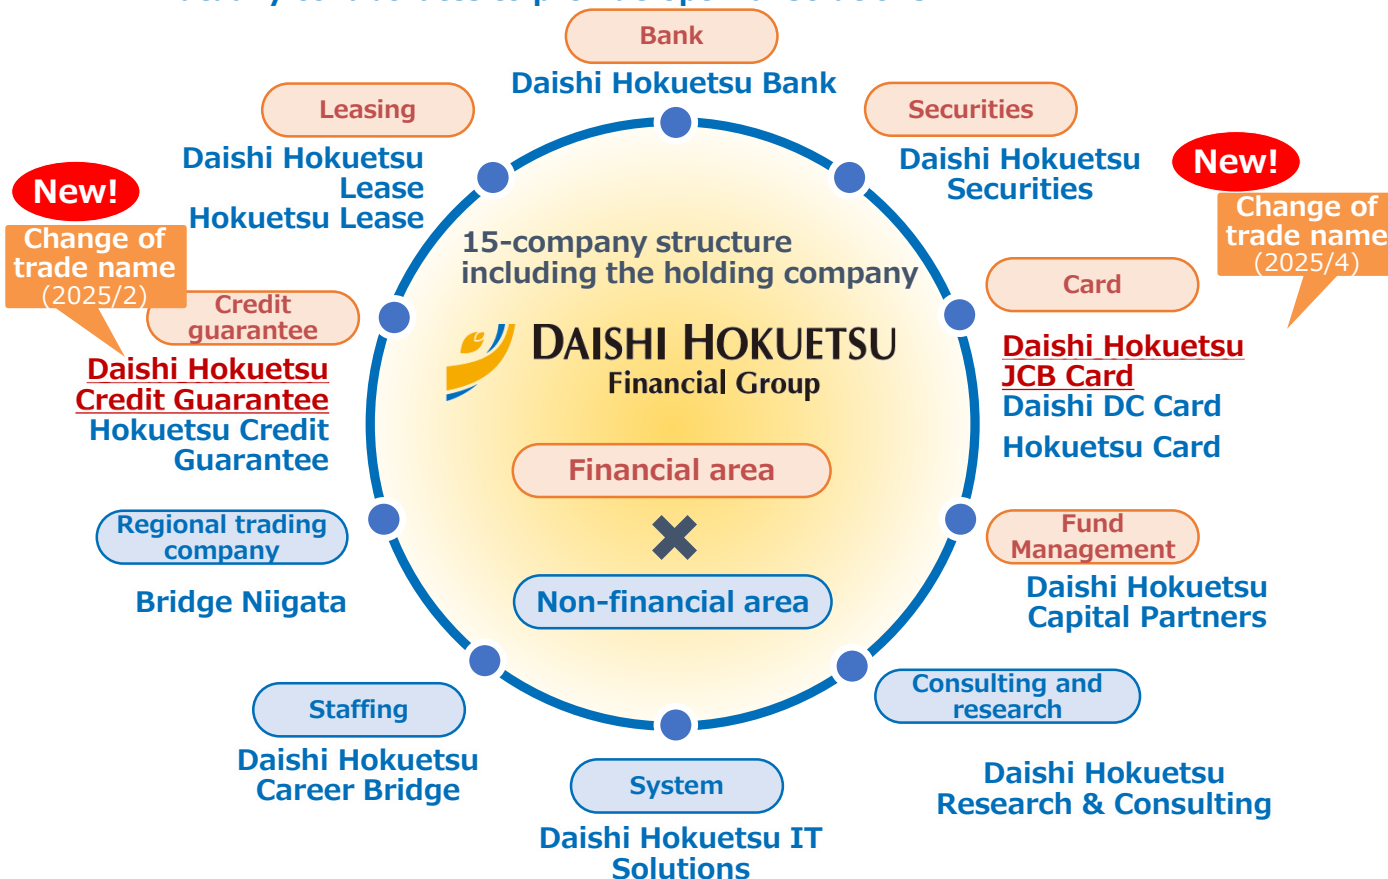 Bank
Daishi Hokuetsu Bank
Leasing
Daishi Hokuetsu
Lease
Hokuetsu Lease
Securities
Daishi Hokuetsu
Securities
New!
Change of
trade name
(2025/2)
New!
Change of
trade name
(2025/4)
15-company structure
including the holding company
DAISHI HOKUETSU
Financial Group
Credit
guarantee
Daishi Hokuetsu
Credit Guarantee
Hokuetsu Credit
Guarantee
Card
Daishi Hokuetsu
JCB Card
Daishi DC Card
Hokuetsu Card
Financial area
Non-financial area
Regional trading
company
Bridge Niigata
Fund
Management
Daishi Hokuetsu
Capital Partners
Staffing
Daishi Hokuetsu
Career Bridge
System
Daishi Hokuetsu IT
Solutions
Consulting and
research
Daishi Hokuetsu
Research & Consulting